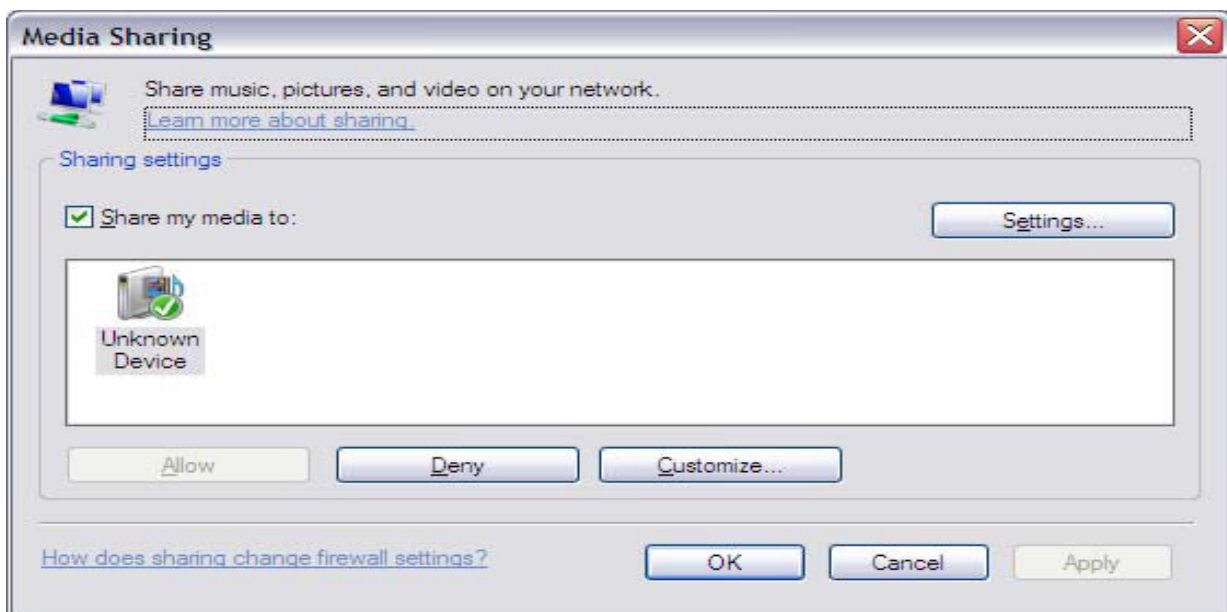 Media Sharing
Share music, pictures, and video on your network.
Learn more about sharing.
Sharing settings
Share my media to:
Settings...
Unknown
Device
Allow
Deny
Customize...
How does sharing change firewall settings?
OK
Cancel
Apply